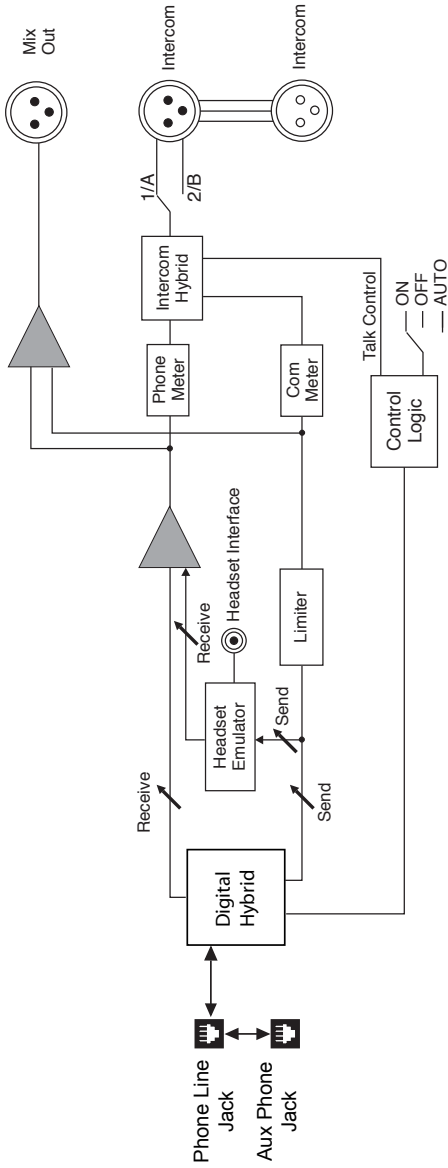 Mix
Out
Intercom
Intercom
1/A
2/B
Intercom
Hybrid
Phone
Meter
Com
Meter
Talk Control
ON
OFF
AUTO
Control
Logic
Headset Interface
Receive
Limiter
Headset
Emulator
Send
Receive
Send
Digital
Hybrid
Phone Line
Jack
Aux Phone
Jack